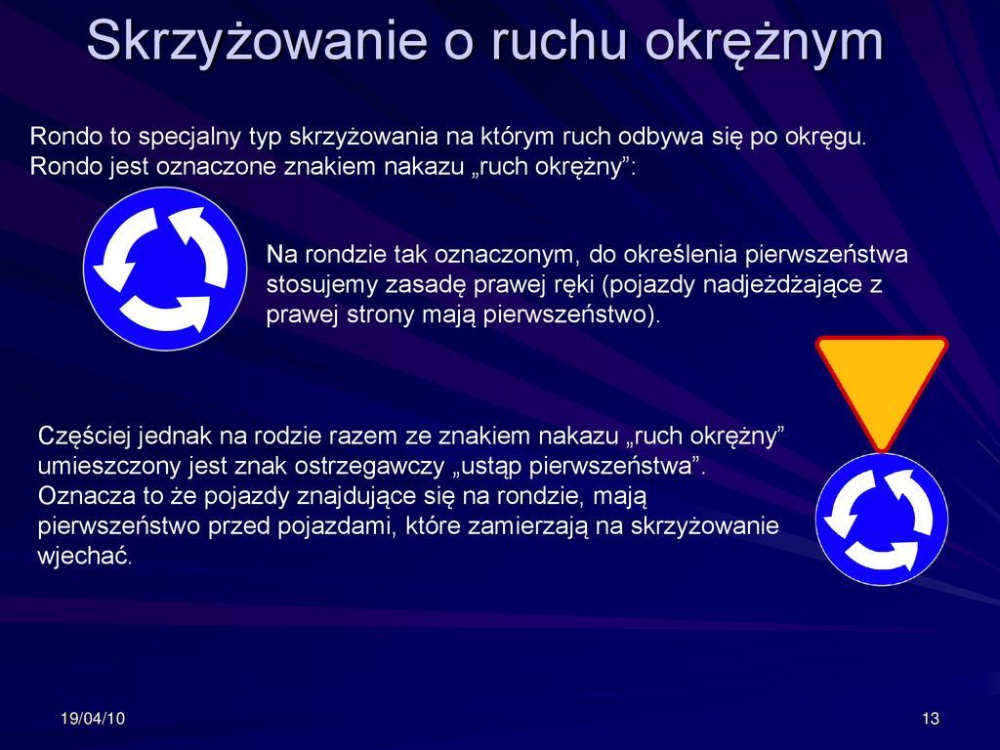 Skrzyżowanie o ruchu okrężnym
Rondo to specjalny typ skrzyżowania na którym ruch odbywa się po okręgu.
Rondo jest oznaczone znakiem nakazu „ruch okrężny”:
Na rondzie tak oznaczonym, do określenia pierwszeństwa
stosujemy zasadę prawej ręki (pojazdy nadjeżdżające z
prawej strony mają pierwszeństwo).
Częściej jednak na rodzie razem ze znakiem nakazu „ruch okrężny”
umieszczony jest znak ostrzegawczy „ustąp pierwszeństwa”.
Oznacza to że pojazdy znajdujące się na rondzie, mają
pierwszeństwo przed pojazdami, które zamierzają na skrzyżowanie
wjechać.
19/04/10
13